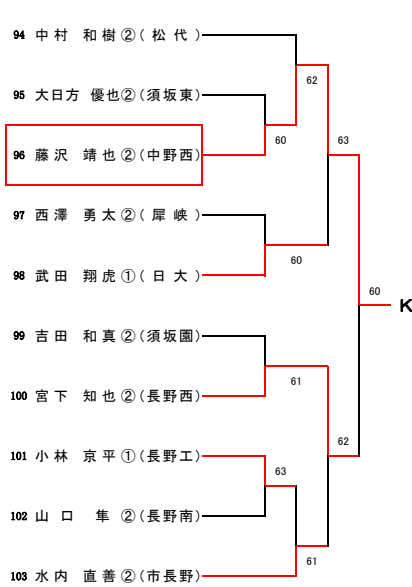 94 中村 和樹②(松代)
62
95 大日方 優也②(須坂東)
60
63
96 藤沢 靖也②(中野西)
97 西澤 勇太②(犀峡)
60
98 武田 翔虎①(日大)
60
K
99 吉田 和真②(須坂園)
61
100 宮下 知也②(長野西)
62
101 小林 京平①(長野工)
63
102 山口 隼②(長野南)
61
103 水内 直善②(市長野)